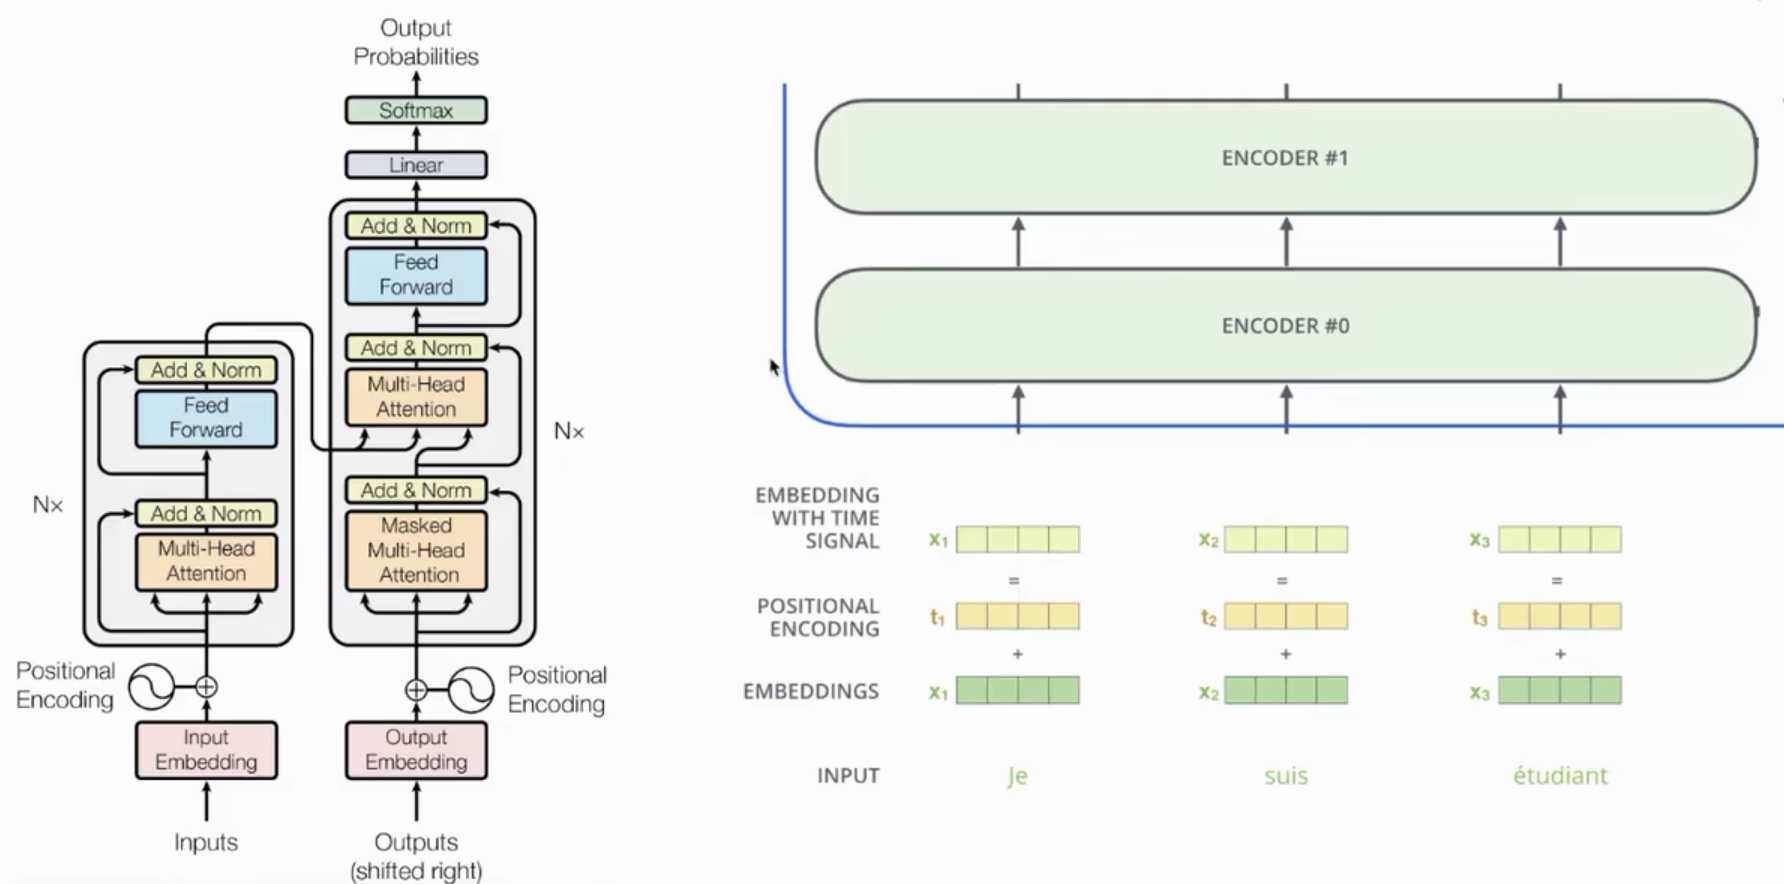 Output
Probabilities
Softmax
Linear
Add & Norm
Feed
Forward
Add & Norm
Multi-Head
Attention
Add & Norm
Masked
Multi-Head
Attention
Nx
Add & Norm
Feed
Forward
Add & Norm
Multi-Head
Attention
Nx
Positional
Encoding
Positional
Encoding
Input
Embedding
Output
Embedding
Inputs
Outputs
(shifted right)
ENCODER #1
ENCODER #0
EMBEDDING
WITH TIME
SIGNAL
x1 x2 x3
= = =
POSITIONAL
ENCODING
t1 t2 t3
+ + +
EMBEDDINGS x1 x2 x3
INPUT Je suis étudiant